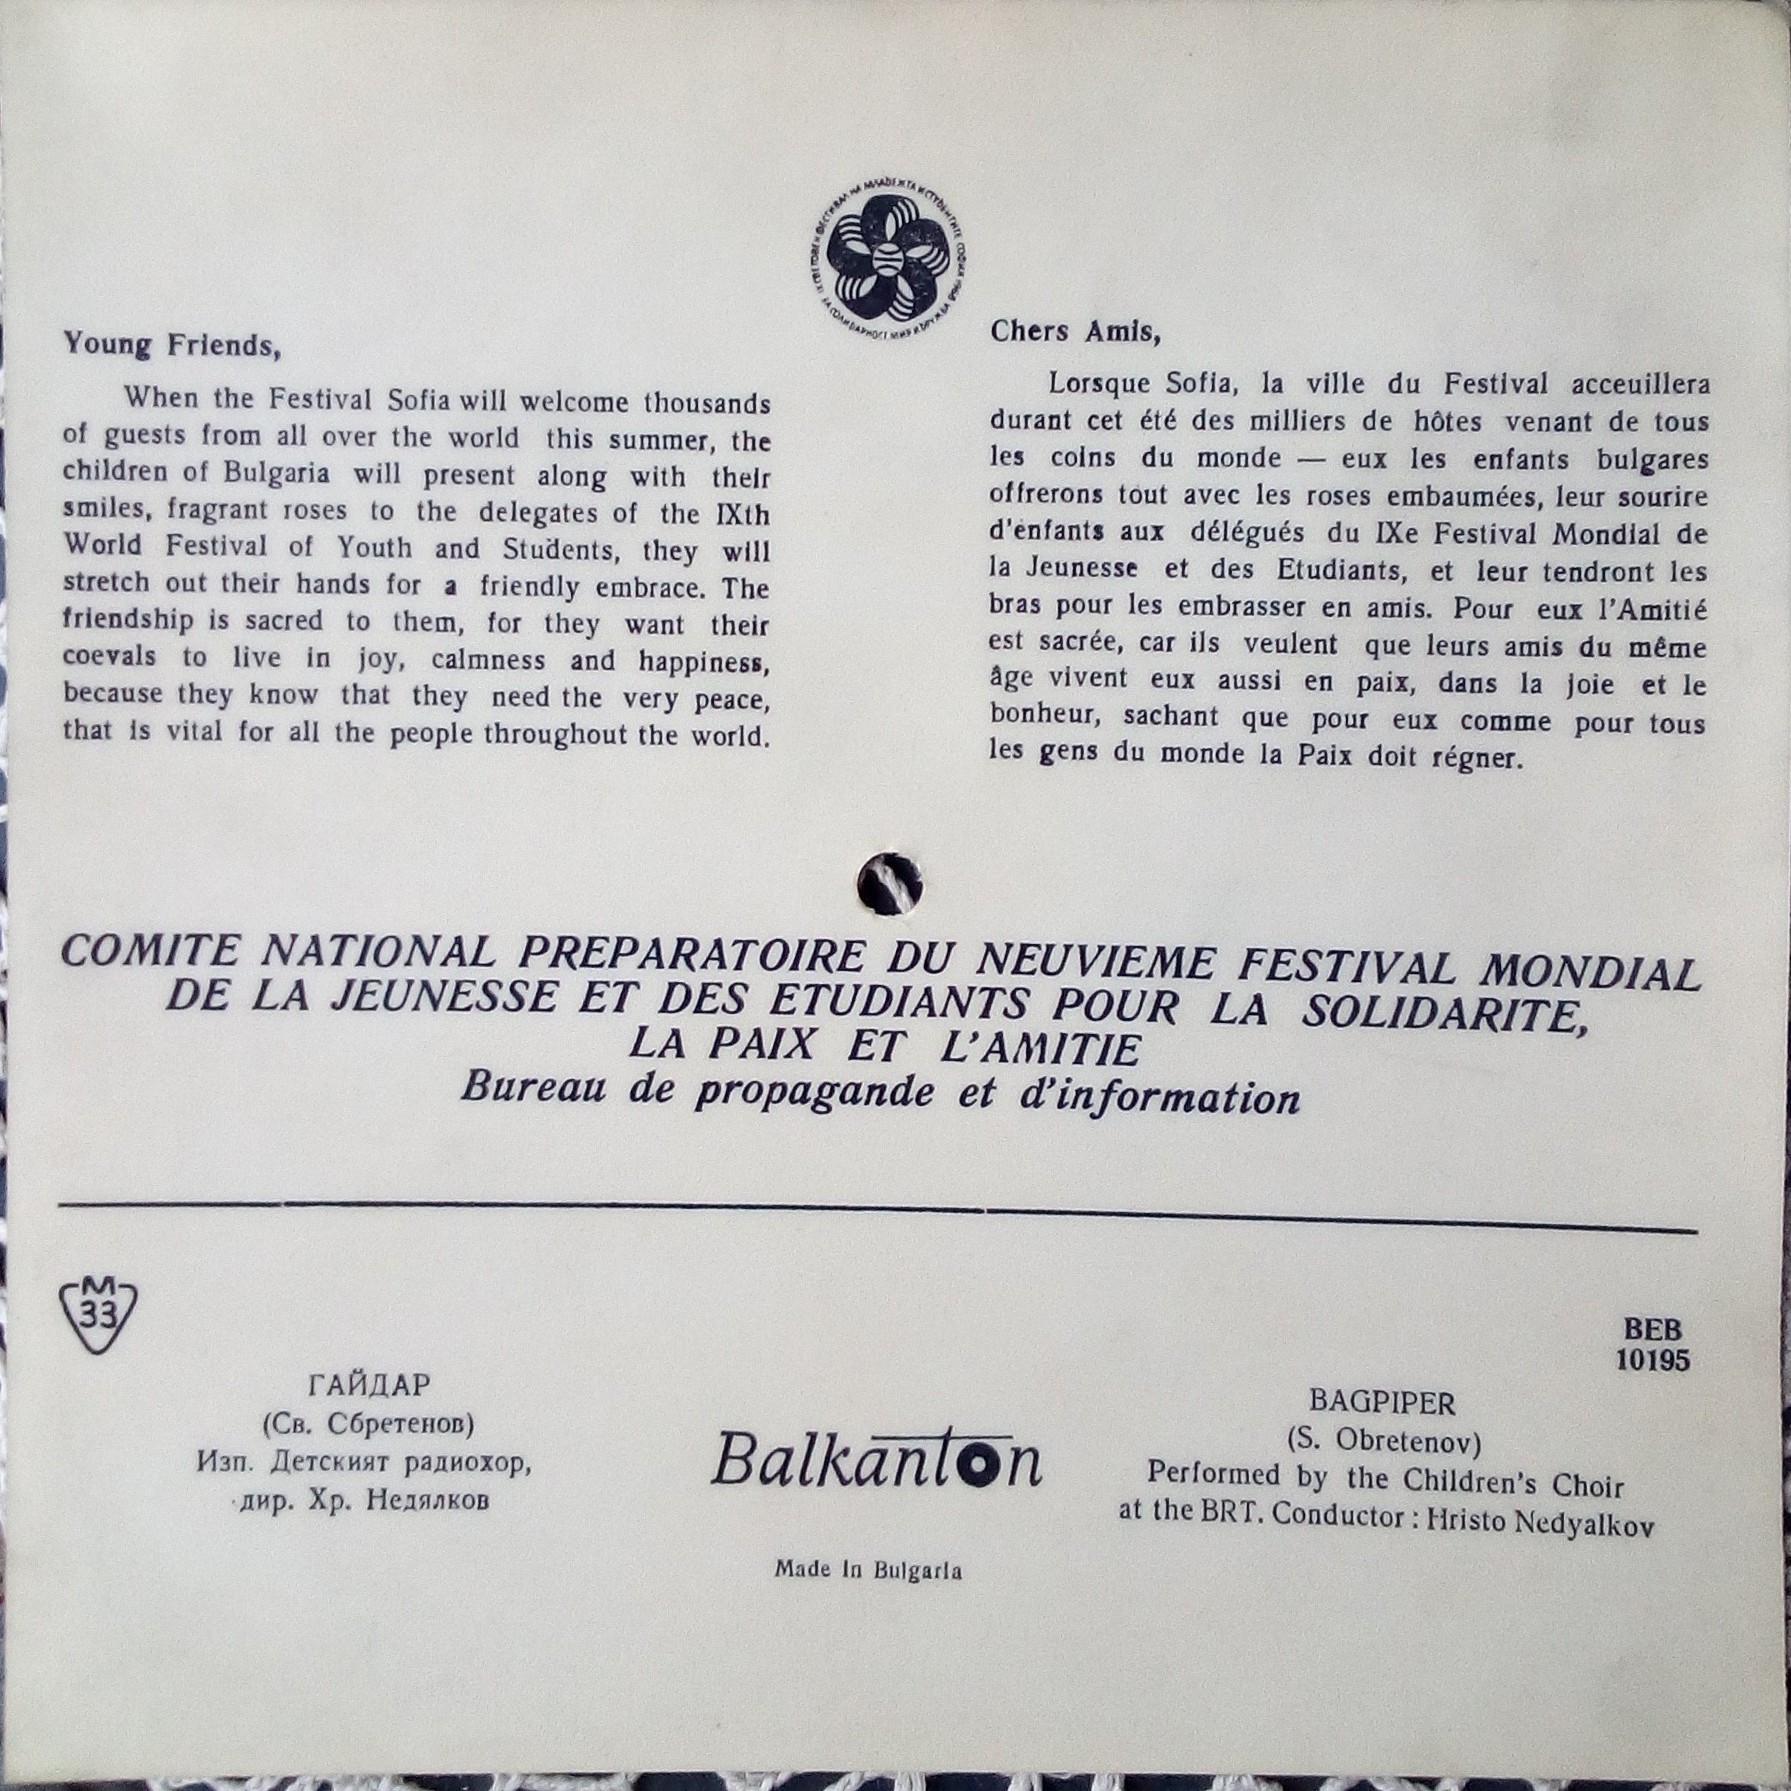 IX СВЕТОВЕН ФЕСТИВАЛ НА МЛАДЕЖТА И СТУДЕНТИТЕ СОФИЯ 1968
ЗА СОЛИДАРНОСТ МИР И ДРУЖБА
Young Friends,
When the Festival Sofia will welcome thousands
of guests from all over the world this summer, the
children of Bulgaria will present along with their
smiles, fragrant roses to the delegates of the IXth
World Festival of Youth and Students, they will
stretch out their hands for a friendly embrace. The
friendship is sacred to them, for they want their
coevals to live in joy, calmness and happiness,
because they know that they need the very peace,
that is vital for all the people throughout the world.
Chers Amis,
Lorsque Sofia, la ville du Festival acceuillera
durant cet été des milliers de hôtes venant de tous
les coins du monde — eux les enfants bulgares
offrerons tout avec les roses embaumées, leur sourire
d'enfants aux délégués du IXe Festival Mondial de
la Jeunesse et des Etudiants, et leur tendront les
bras pour les embrasser en amis. Pour eux l'Amitié
est sacrée, car ils veulent que leurs amis du même
âge vivent eux aussi en paix, dans la joie et le
bonheur, sachant que pour eux comme pour tous
les gens du monde la Paix doit régner.
COMITE NATIONAL PREPARATOIRE DU NEUVIEME FESTIVAL MONDIAL
DE LA JEUNESSE ET DES ETUDIANTS POUR LA SOLIDARITE,
LA PAIX ET L'AMITIE
Bureau de propagande et d'information
M
33
ГАЙДАР
(Св. Сбретенов)
Изп. Детският радиохор,
дир. Хр. Недялков
Balkanton
Made in Bulgaria
BEB
10195
BAGPIPER
(S. Obretenov)
Performed by the Children's Choir
at the BRT. Conductor : Hristo Nedyalkov